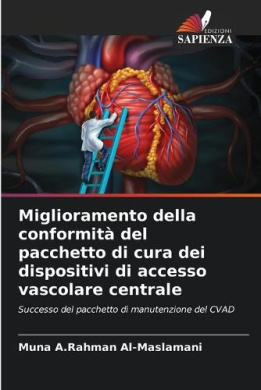 EDIZIONI
SAPIENZA
Miglioramento della
conformità del
pacchetto di cura dei
dispositivi di accesso
vascolare centrale
Successo del pacchetto di manutenzione del CVAD
Muna A.Rahman Al-Maslamani